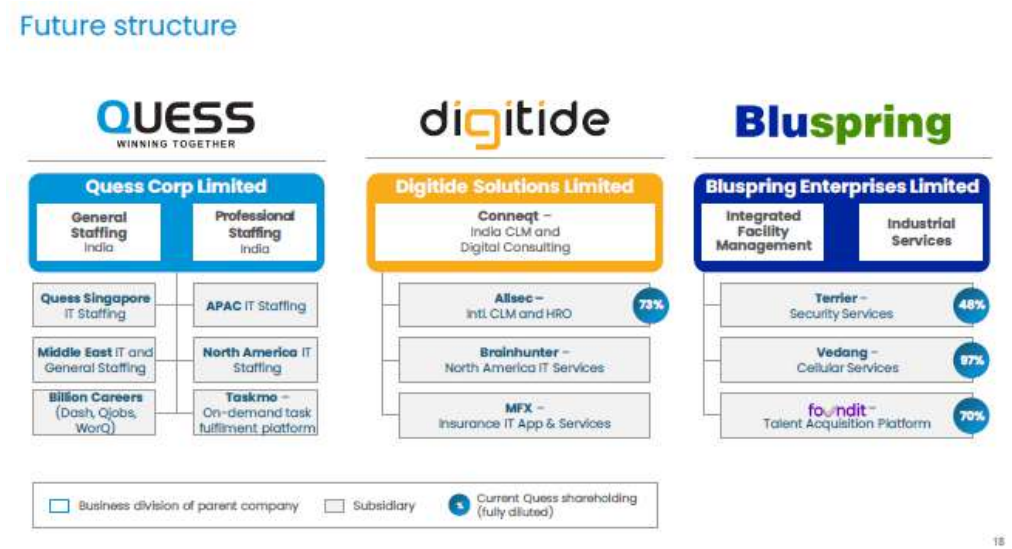 Future structure
QUESS
WINNING TOGETHER
Quess Corp Limited
General
Staffing
India
Professional
Staffing
India
Quess Singapore
IT Staffing
APAC IT Staffing
Middle East IT and
General Staffing
North America IT
Staffing
Billion Careers
(Dash, Qjobs,
WorQ)
Taskmo –
On-demand task
fulfilment platform
digitide
Digitide Solutions Limited
Conneqt –
India CLM and
Digital Consulting
Allsec –
Intl. CLM and HRO
73%
Brainhunter –
North America IT Services
MFX –
Insurance IT App & Services
Bluspring
Bluspring Enterprises Limited
Integrated
Facility
Management
Industrial
Services
Terrier –
Security Services
48%
Vedang –
Cellular Services
97%
foundit –
Talent Acquisition Platform
70%
Business division of parent company
Subsidiary
%
Current Quess shareholding
(fully diluted)
18